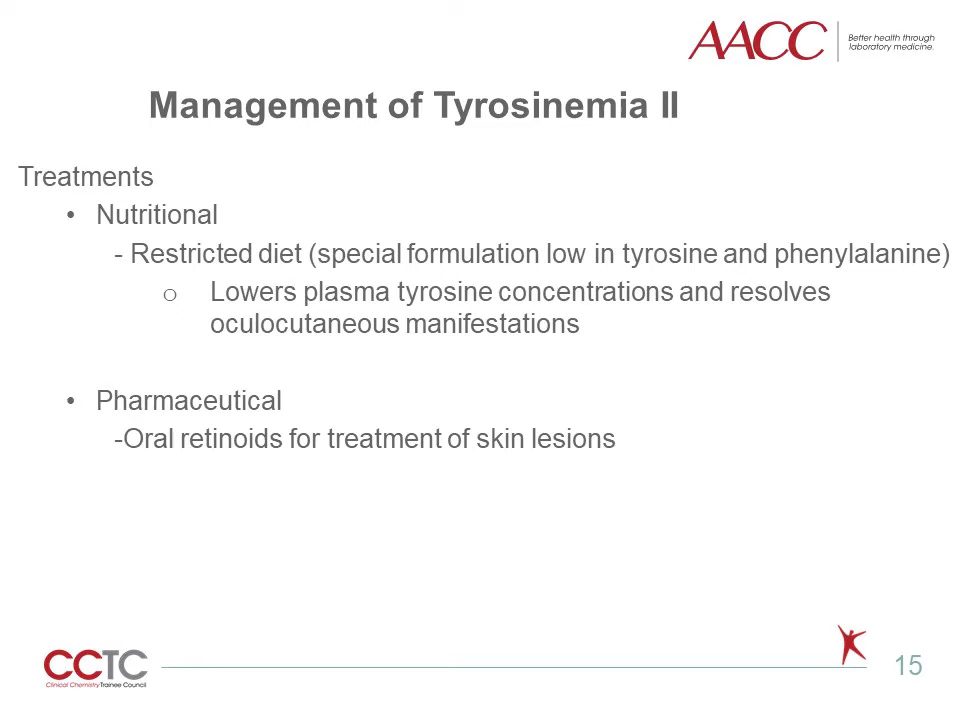 AACC
Better health through
laboratory medicine.
Management of Tyrosinemia II
Treatments
• Nutritional
- Restricted diet (special formulation low in tyrosine and phenylalanine)
o Lowers plasma tyrosine concentrations and resolves
oculocutaneous manifestations
• Pharmaceutical
-Oral retinoids for treatment of skin lesions
CCTC
Clinical Chemistry Trainee Council
15